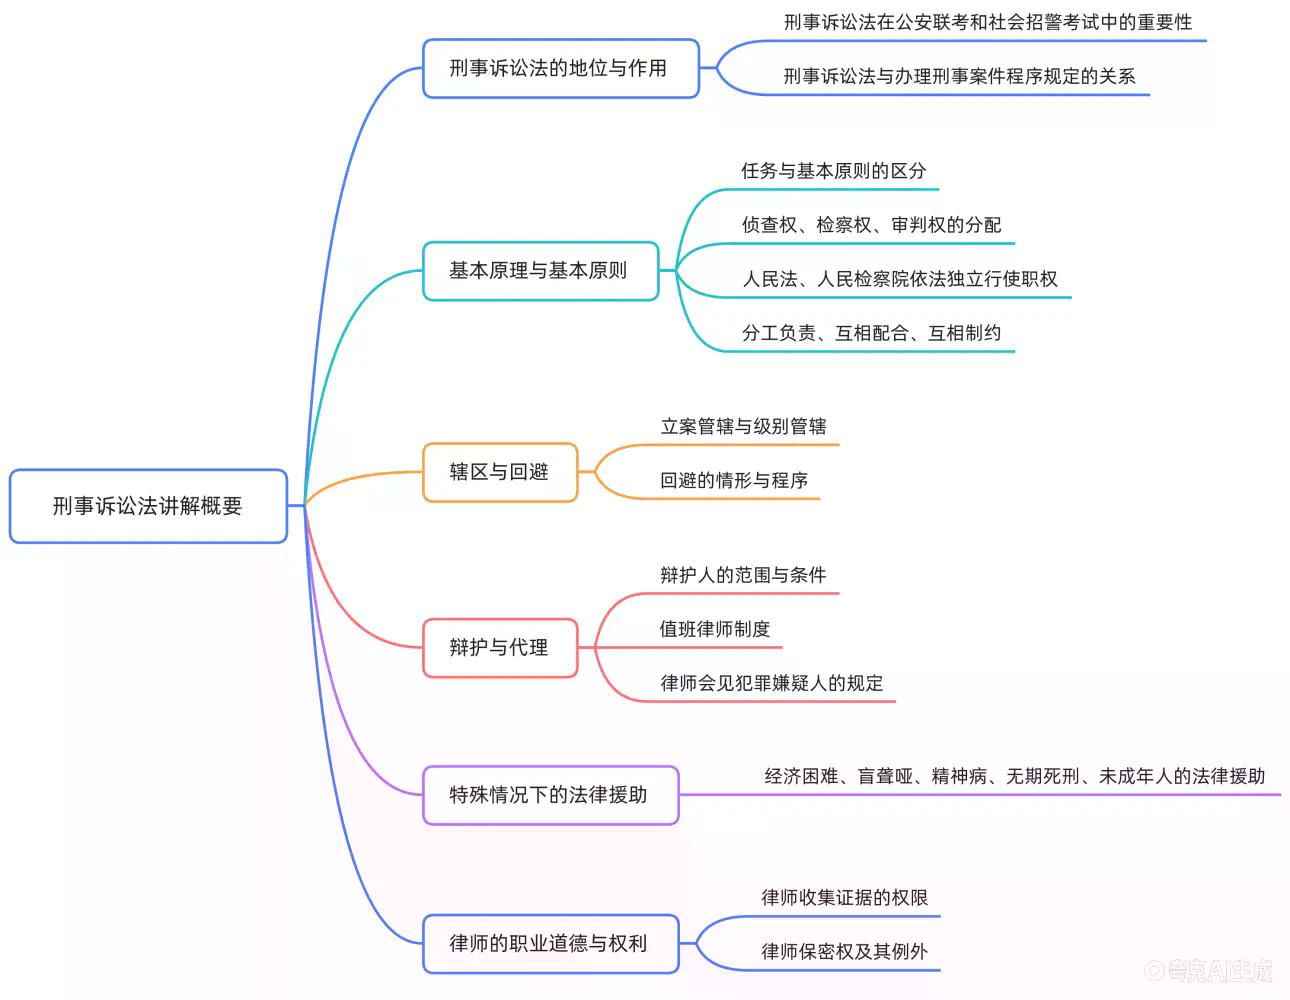 刑事诉讼法讲解概要
刑事诉讼法的地位与作用
刑事诉讼法在公安联考和社会招警考试中的重要性
刑事诉讼法与办理刑事案件程序规定的关系
基本原理与基本原则
任务与基本原则的区分
侦查权、检察权、审判权的分配
人民法、人民检察院依法独立行使职权
分工负责、互相配合、互相制约
辖区与回避
立案管辖与级别管辖
回避的情形与程序
辩护与代理
辩护人的范围与条件
值班律师制度
律师会见犯罪嫌疑人的规定
特殊情况下的法律援助
经济困难、盲聋哑、精神病、无期死刑、未成年人的法律援助
律师的职业道德与权利
律师收集证据的权限
律师保密权及其例外
夸克AI生成